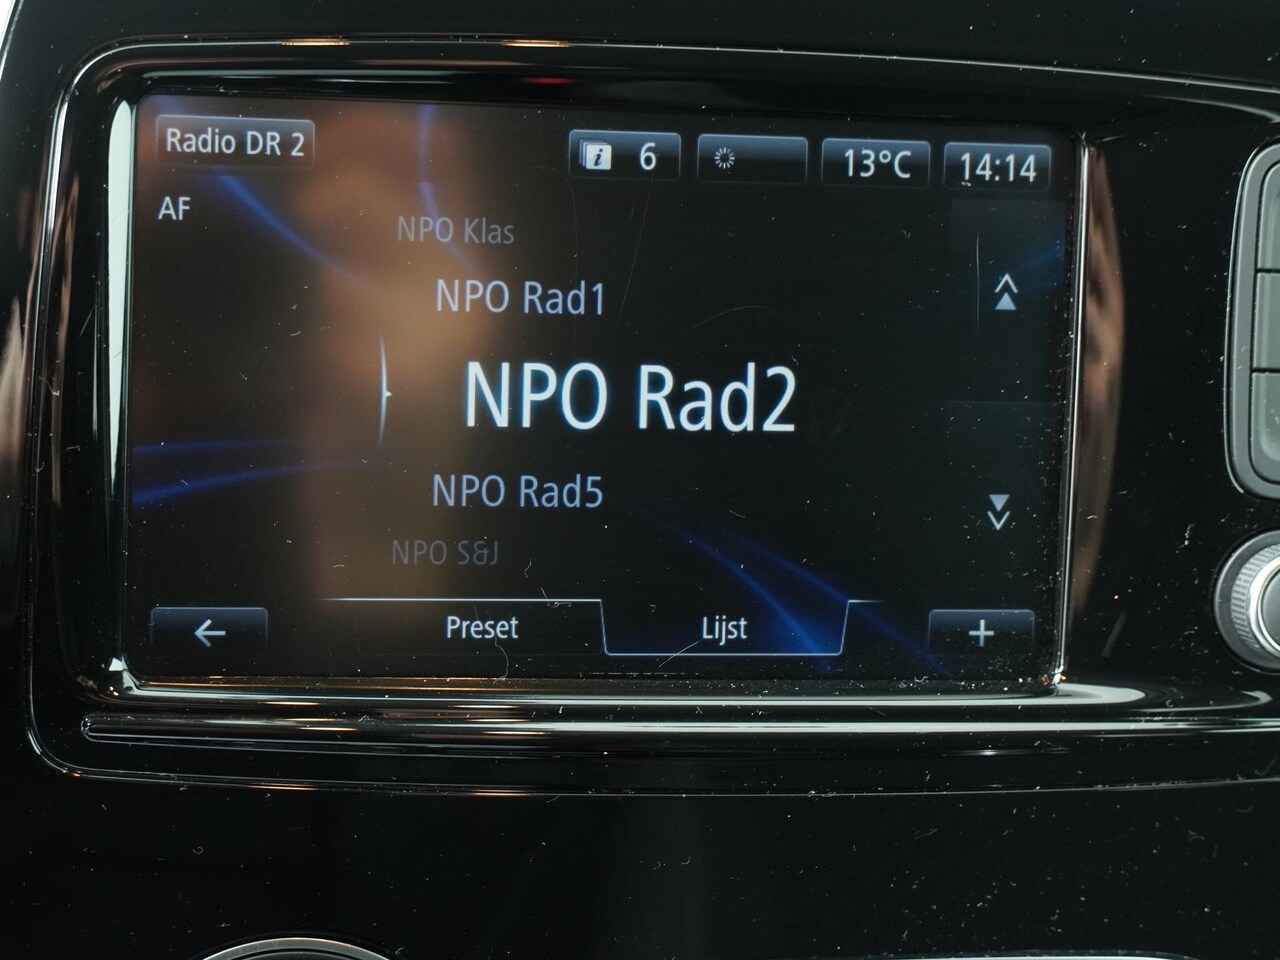 Radio DR 2
6
13°C
14:14
AF
NPO Klas
NPO Rad1
NPO Rad2
NPO Rad5
NPO S&J
Preset
Lijst